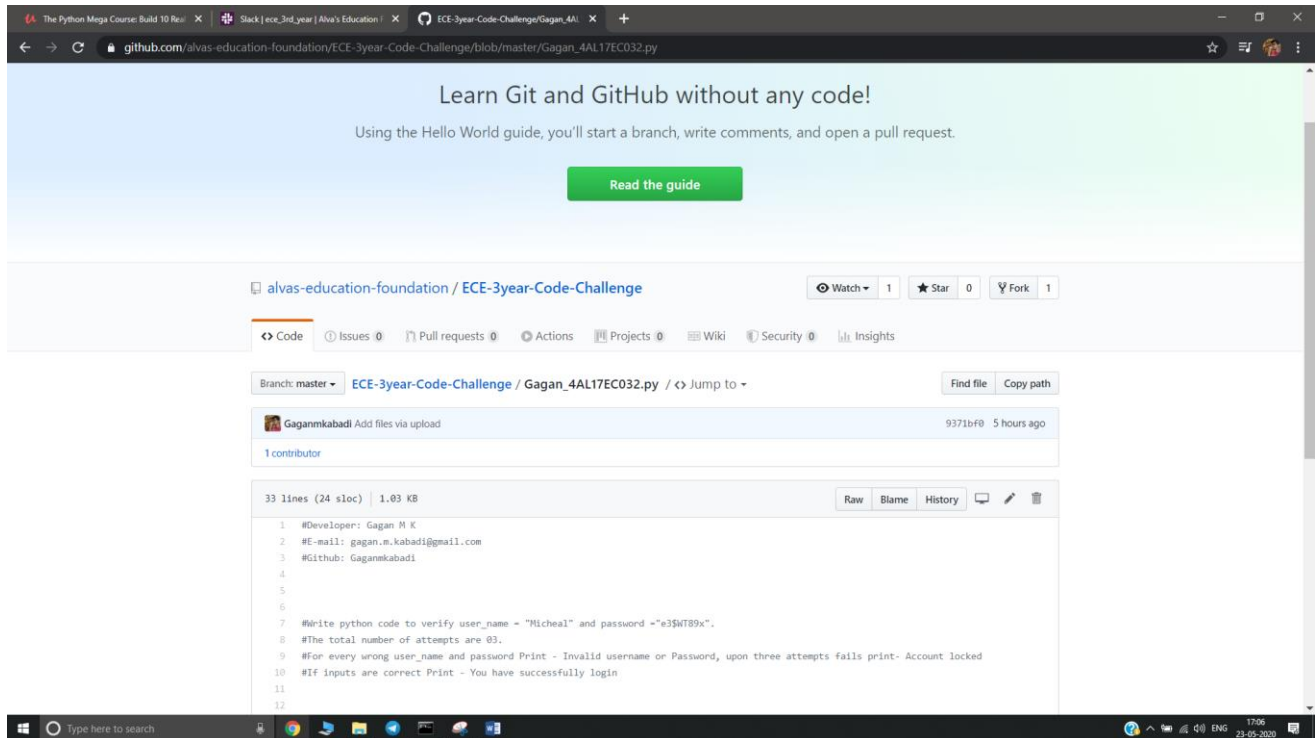 The Python Mega Course: Build 10 Real
Slack | ece_3rd_year | Alva's Education F
ECE-3year-Code-Challenge/Gagan_4AL
github.com/alvas-education-foundation/ECE-3year-Code-Challenge/blob/master/Gagan_4AL17EC032.py
Learn Git and GitHub without any code!
Using the Hello World guide, you'll start a branch, write comments, and open a pull request.
Read the guide
alvas-education-foundation / ECE-3year-Code-Challenge
Watch 1 Star 0 Fork 1
Code Issues 0 Pull requests 0 Actions Projects 0 Wiki Security 0 Insights
Branch: master ECE-3year-Code-Challenge / Gagan_4AL17EC032.py / <> Jump to
Find file Copy path
Gaganmkabadi Add files via upload 9371bf0 5 hours ago
1 contributor
33 lines (24 sloc) | 1.03 KB Raw Blame History
1 #Developer: Gagan M K
2 #E-mail: gagan.m.kabadi@gmail.com
3 #Github: Gaganmkabadi
4
5
6
7 #Write python code to verify user_name = "Micheal" and password ="e3$WT89x".
8 #The total number of attempts are 03.
9 #For every wrong user_name and password Print - Invalid username or Password, upon three attempts fails print- Account locked
10 #If inputs are correct Print - You have successfully login
11
12
Type here to search
ENG 17:06
23-05-2020